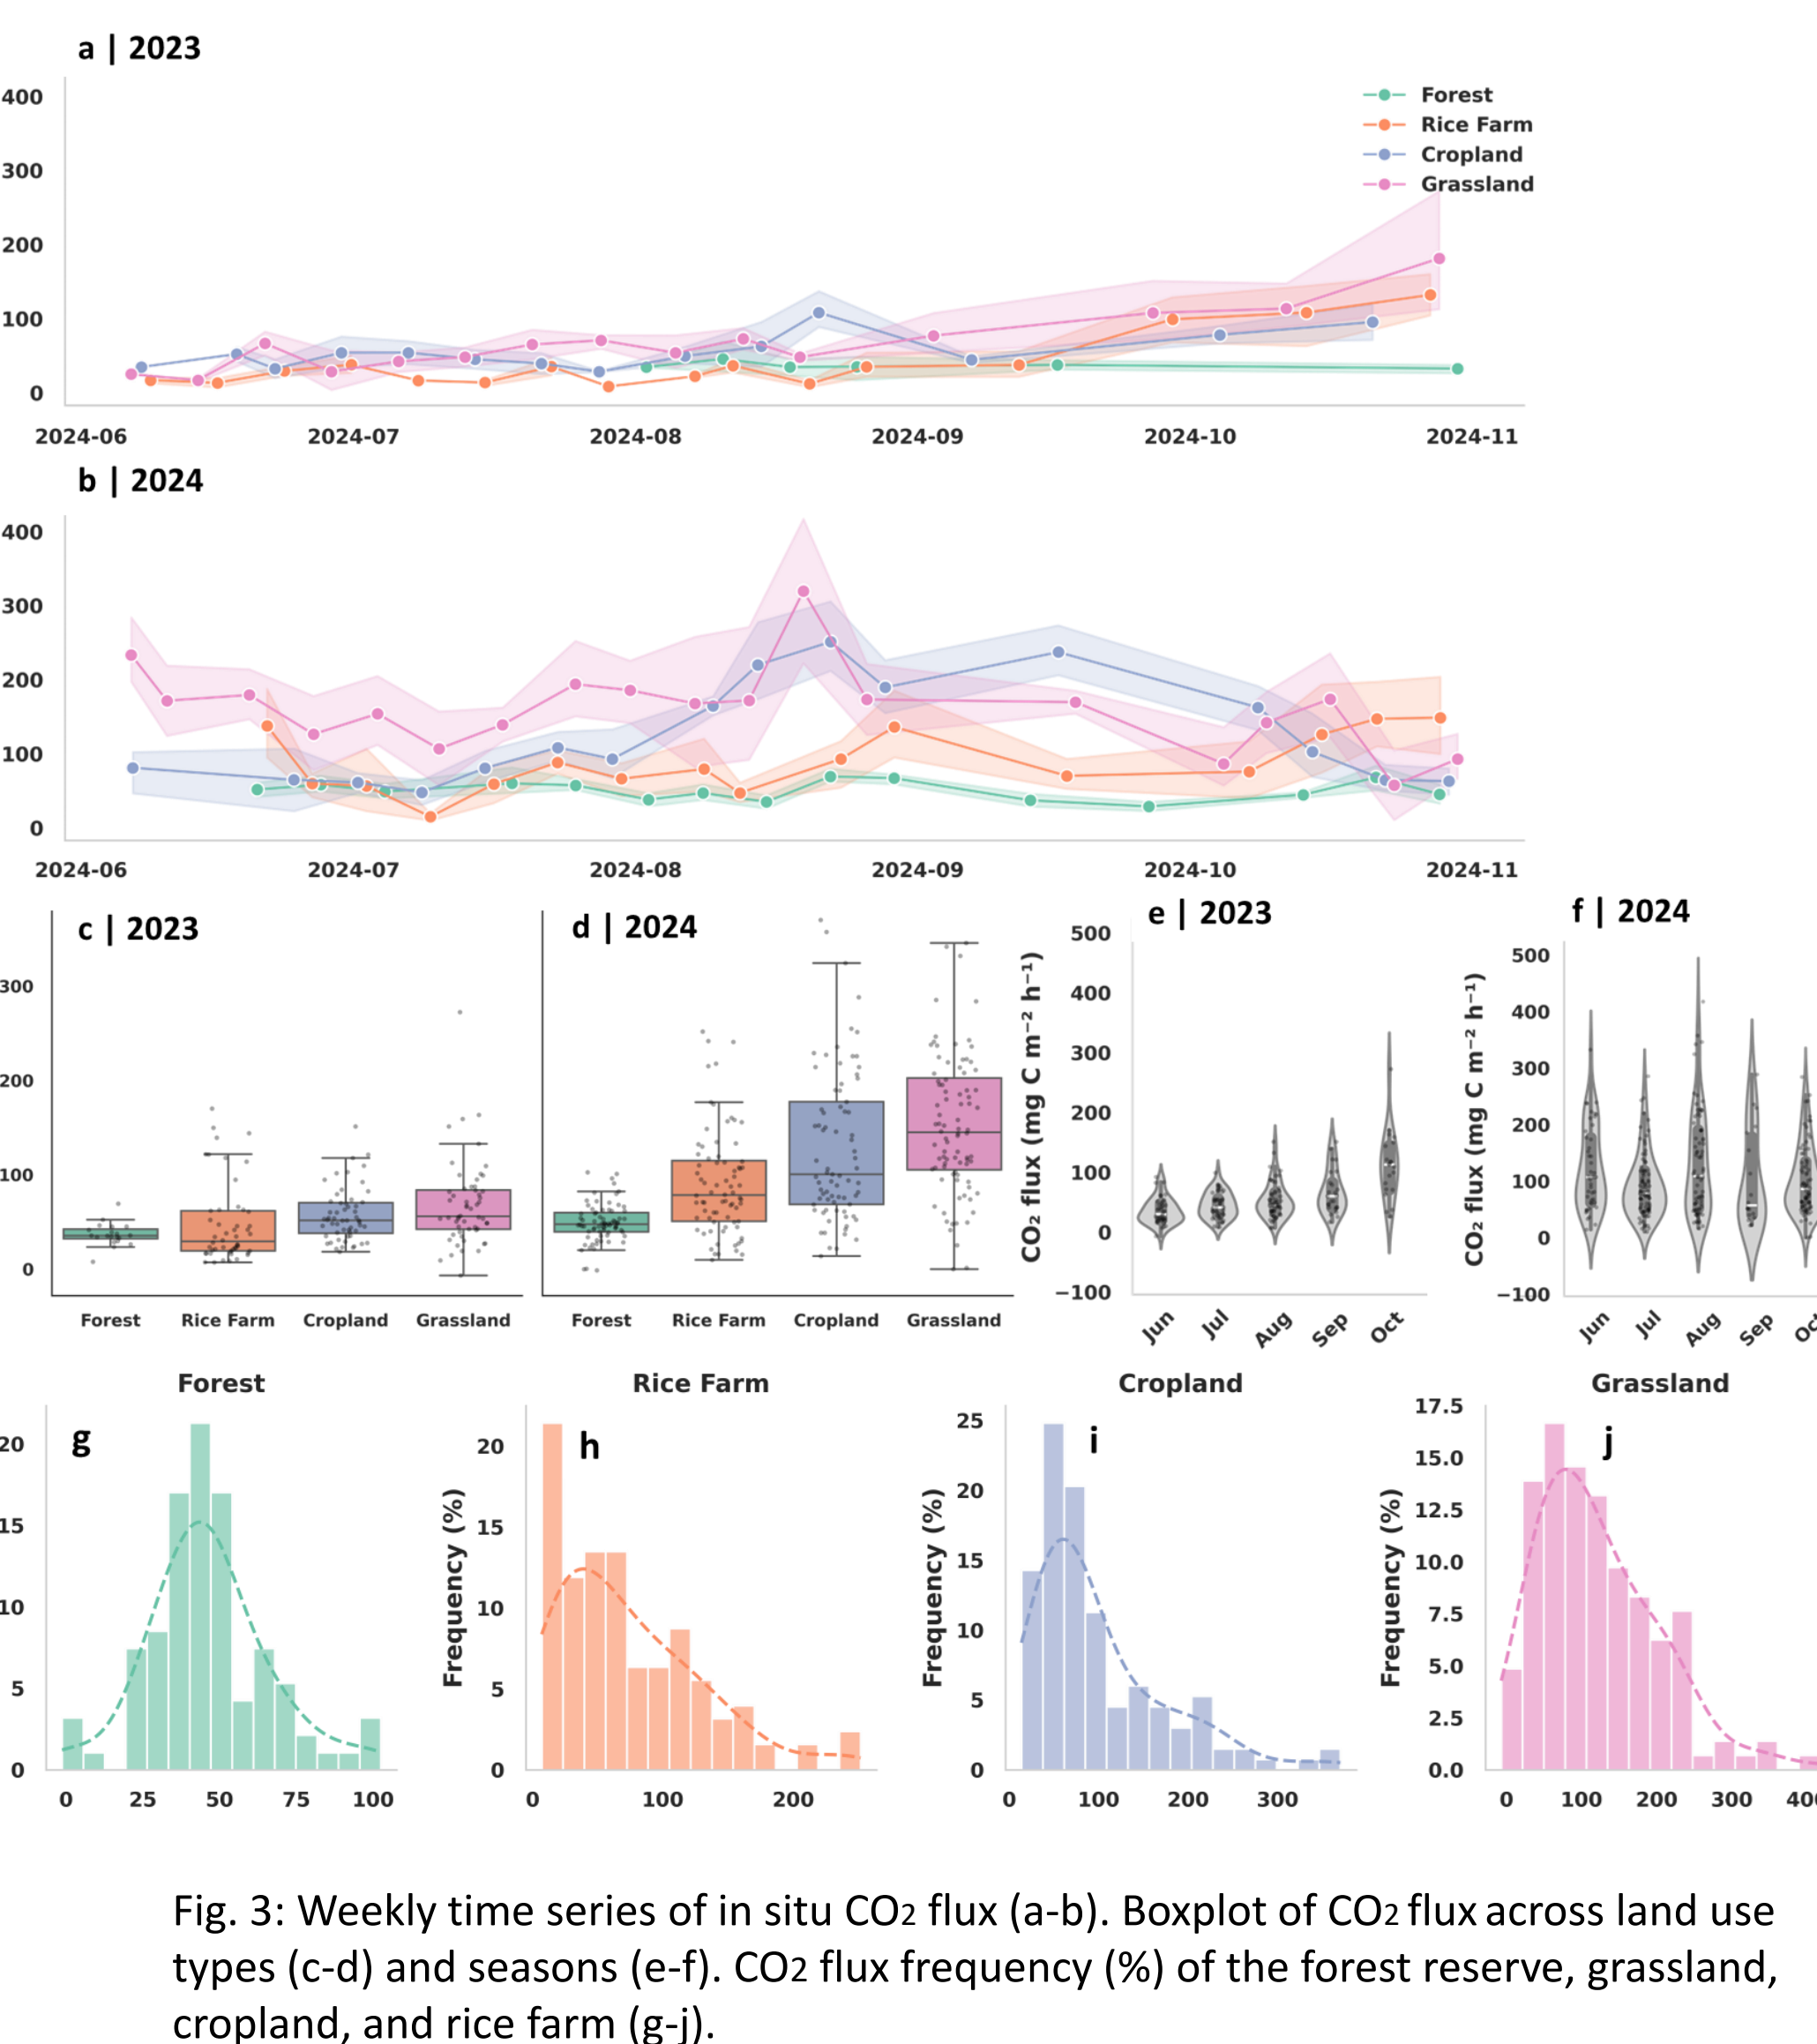 a | 2023
400
300
200
100
0
Forest
Rice Farm
Cropland
Grassland
2024-06 2024-07 2024-08 2024-09 2024-10 2024-11
b | 2024
400
300
200
100
0
2024-06 2024-07 2024-08 2024-09 2024-10 2024-11
c | 2023
300
200
100
0
Forest Rice Farm Cropland Grassland
d | 2024
Forest Rice Farm Cropland Grassland
e | 2023
CO₂ flux (mg C m⁻² h⁻¹)
500
400
300
200
100
0
−100
Jun Jul Aug Sep Oct
f | 2024
CO₂ flux (mg C m⁻² h⁻¹)
500
400
300
200
100
0
−100
Jun Jul Aug Sep
Forest
g
20
15
10
5
0
0 25 50 75 100
Rice Farm
h
Frequency (%)
20
15
10
5
0
0 100 200
Cropland
i
Frequency (%)
25
20
15
10
5
0
0 100 200 300
Grassland
j
Frequency (%)
17.5
15.0
12.5
10.0
7.5
5.0
2.5
0.0
0 100 200 300
Fig. 3: Weekly time series of in situ CO2 flux (a-b). Boxplot of CO2 flux across land use
types (c-d) and seasons (e-f). CO2 flux frequency (%) of the forest reserve, grassland,
cropland, and rice farm (g-j).